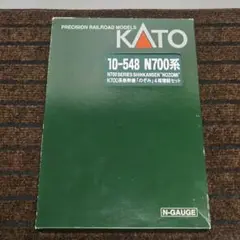 PRECISION RAILROAD MODELS
KATO
10-548 N700系
N700 SERIES SHINKANSEN "NOZOMI"
N700系新幹線「のぞみ」4両増結セット
N-GAUGE